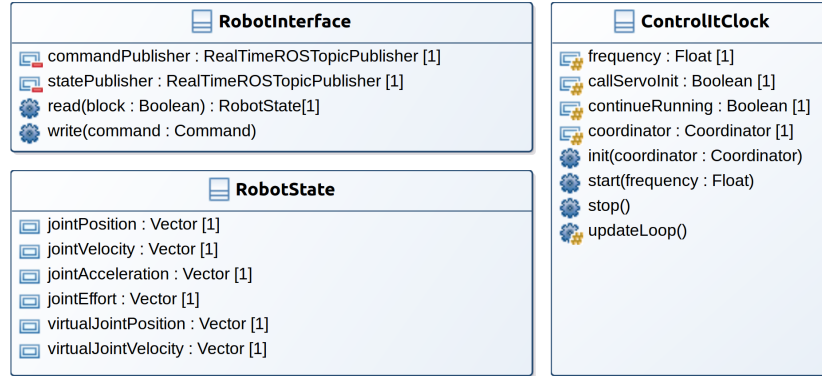 RobotInterface
commandPublisher : RealTimeROSTopicPublisher [1]
statePublisher : RealTimeROSTopicPublisher [1]
read(block : Boolean) : RobotState[1]
write(command : Command)
RobotState
jointPosition : Vector [1]
jointVelocity : Vector [1]
jointAcceleration : Vector [1]
jointEffort : Vector [1]
virtualJointPosition : Vector [1]
virtualJointVelocity : Vector [1]
ControlItClock
frequency : Float [1]
callServoInit : Boolean [1]
continueRunning : Boolean [1]
coordinator : Coordinator [1]
init(coordinator : Coordinator)
start(frequency : Float)
stop()
updateLoop()